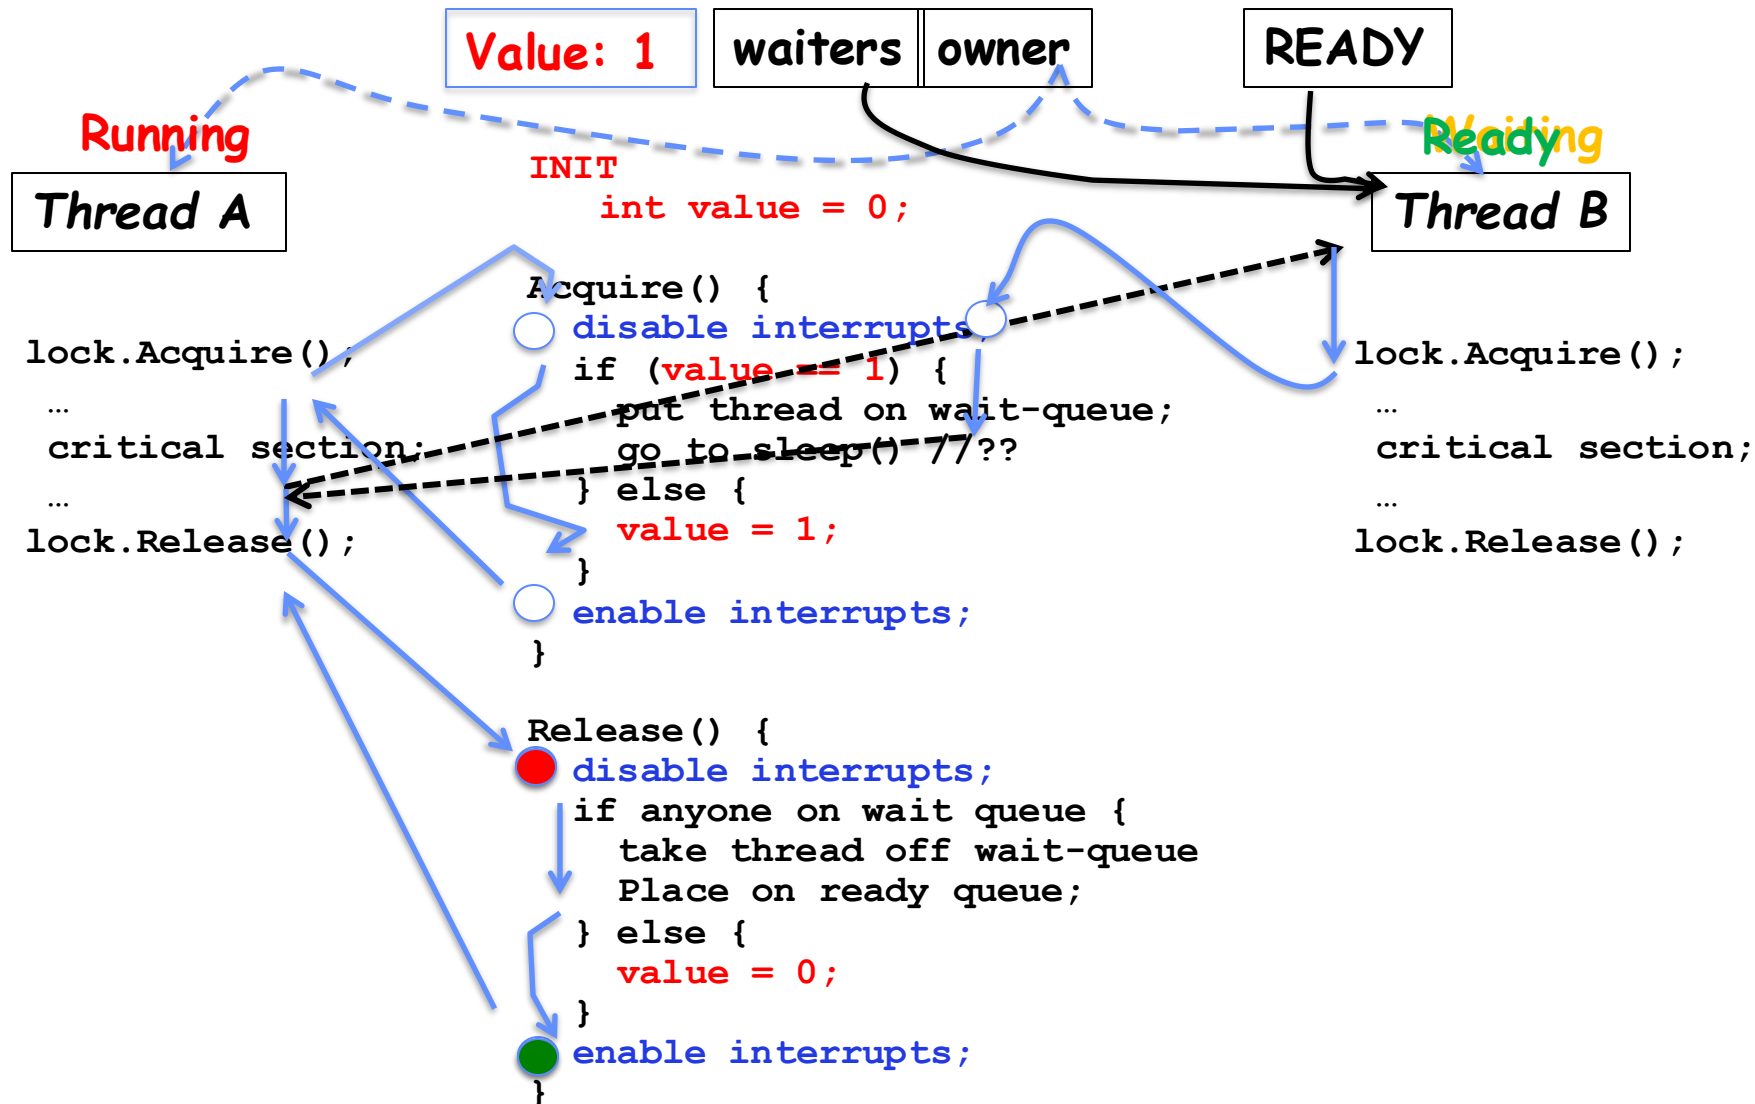 Value: 1
waiters owner
READY
Running
Ready
Waiting
Thread A
Thread B
INIT
int value = 0;
Acquire() {
disable interrupts;
if (value == 1) {
put thread on wait-queue;
go to sleep() //??
} else {
value = 1;
}
enable interrupts;
}
Release() {
disable interrupts;
if anyone on wait queue {
take thread off wait-queue
Place on ready queue;
} else {
value = 0;
}
enable interrupts;
}
lock.Acquire();
…
critical section;
…
lock.Release();
lock.Acquire();
…
critical section;
…
lock.Release();